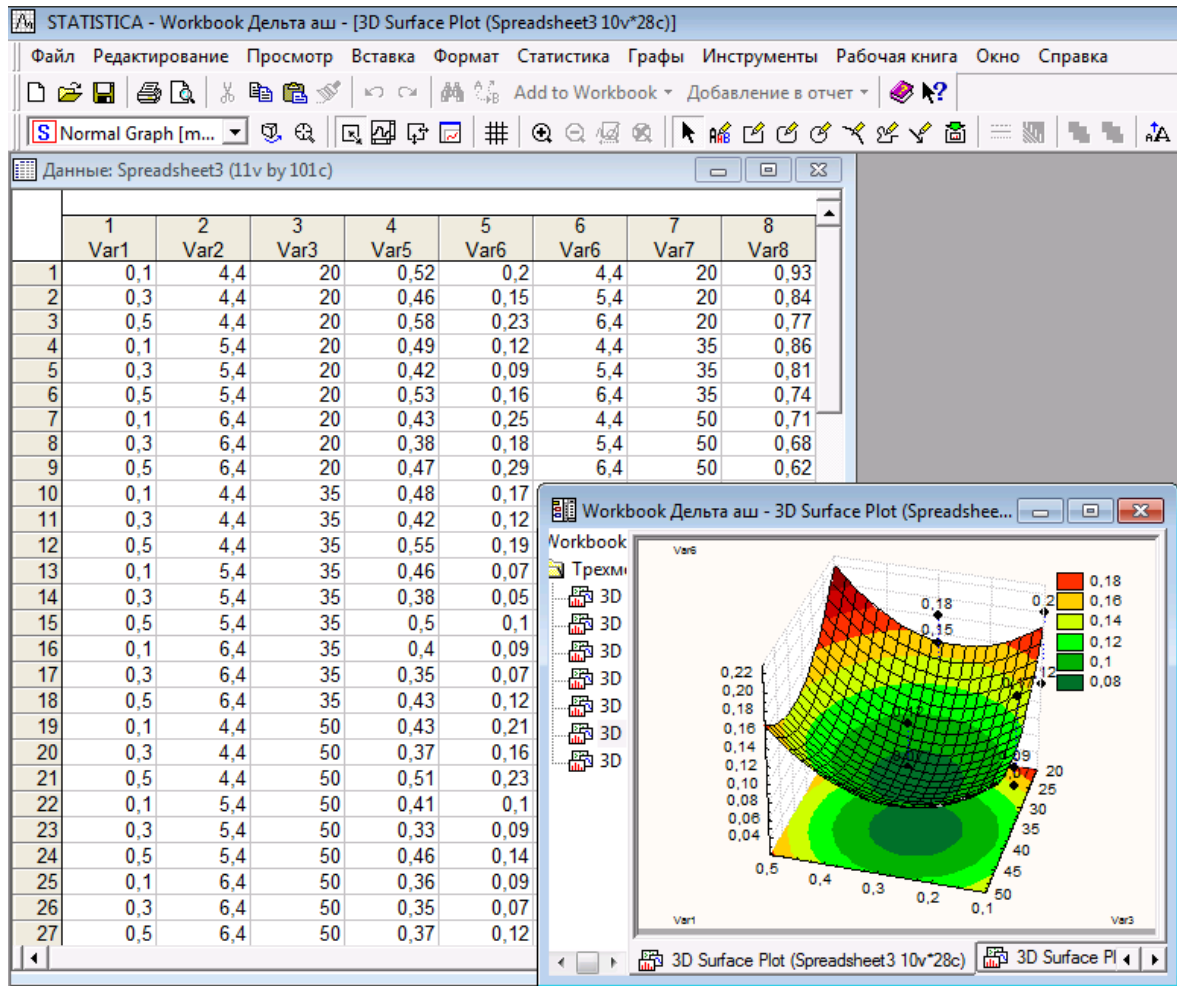 STATISTICA - Workbook Дельта аш - [3D Surface Plot (Spreadsheet3 10v*28c)]
Файл Редактирование Просмотр Вставка Формат Статистика Графы Инструменты Рабочая книга Окно Справка
Add to Workbook Добавление в отчет
S Normal Graph [m...
Данные: Spreadsheet3 (11v by 101c)
1 2 3 4 5 6 7 8
Var1 Var2 Var3 Var5 Var6 Var6 Var7 Var8
1 0,1 4,4 20 0,52 0,2 4,4 20 0,93
2 0,3 4,4 20 0,46 0,15 5,4 20 0,84
3 0,5 4,4 20 0,58 0,23 6,4 20 0,77
4 0,1 5,4 20 0,49 0,12 4,4 35 0,86
5 0,3 5,4 20 0,42 0,09 5,4 35 0,81
6 0,5 5,4 20 0,53 0,16 6,4 35 0,74
7 0,1 6,4 20 0,43 0,25 4,4 50 0,71
8 0,3 6,4 20 0,38 0,18 5,4 50 0,68
9 0,5 6,4 20 0,47 0,29 6,4 50 0,62
10 0,1 4,4 35 0,48 0,17
11 0,3 4,4 35 0,42 0,12
12 0,5 4,4 35 0,55 0,19
13 0,1 5,4 35 0,46 0,07
14 0,3 5,4 35 0,38 0,05
15 0,5 5,4 35 0,5 0,1
16 0,1 6,4 35 0,4 0,09
17 0,3 6,4 35 0,35 0,07
18 0,5 6,4 35 0,43 0,12
19 0,1 4,4 50 0,43 0,21
20 0,3 4,4 50 0,37 0,16
21 0,5 4,4 50 0,51 0,23
22 0,1 5,4 50 0,41 0,1
23 0,3 5,4 50 0,33 0,09
24 0,5 5,4 50 0,46 0,14
25 0,1 6,4 50 0,36 0,09
26 0,3 6,4 50 0,35 0,07
27 0,5 6,4 50 0,37 0,12
Workbook Дельта аш - 3D Surface Plot (Spreadshee...
Workbook
Трехм
3D
3D
3D
3D
3D
3D
3D
Var6
0,18
0,16
0,14
0,12
0,1
0,08
0,18
0,2
0,15
0,22
0,20
0,18
0,16
0,14
0,12
0,10
0,08
0,06
0,04
0,5
0,4
0,3
0,2
0,1
20
25
30
35
40
45
50
Var1
Var3
3D Surface Plot (Spreadsheet3 10v*28c)
3D Surface Pl